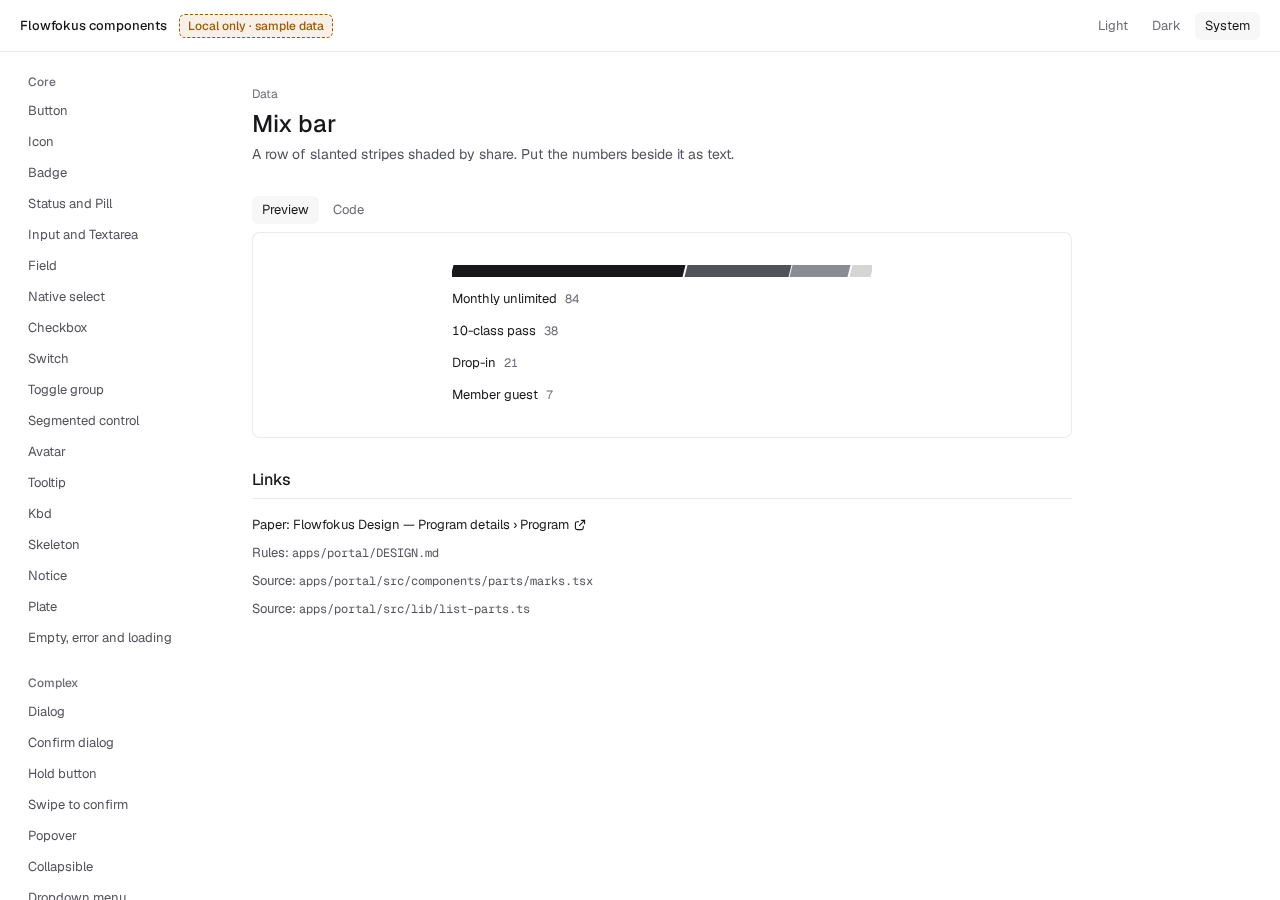 Flowfokus components
Local only · sample data
Light
Dark
System
Core
Button
Icon
Badge
Status and Pill
Input and Textarea
Field
Native select
Checkbox
Switch
Toggle group
Segmented control
Avatar
Tooltip
Kbd
Skeleton
Notice
Plate
Empty, error and loading
Complex
Dialog
Confirm dialog
Hold button
Swipe to confirm
Popover
Collapsible
Dropdown menu
Data
Mix bar
A row of slanted stripes shaded by share. Put the numbers beside it as text.
Preview
Code
Monthly unlimited 84
10-class pass 38
Drop-in 21
Member guest 7
Links
Paper: Flowfokus Design — Program details › Program
Rules: apps/portal/DESIGN.md
Source: apps/portal/src/components/parts/marks.tsx
Source: apps/portal/src/lib/list-parts.ts